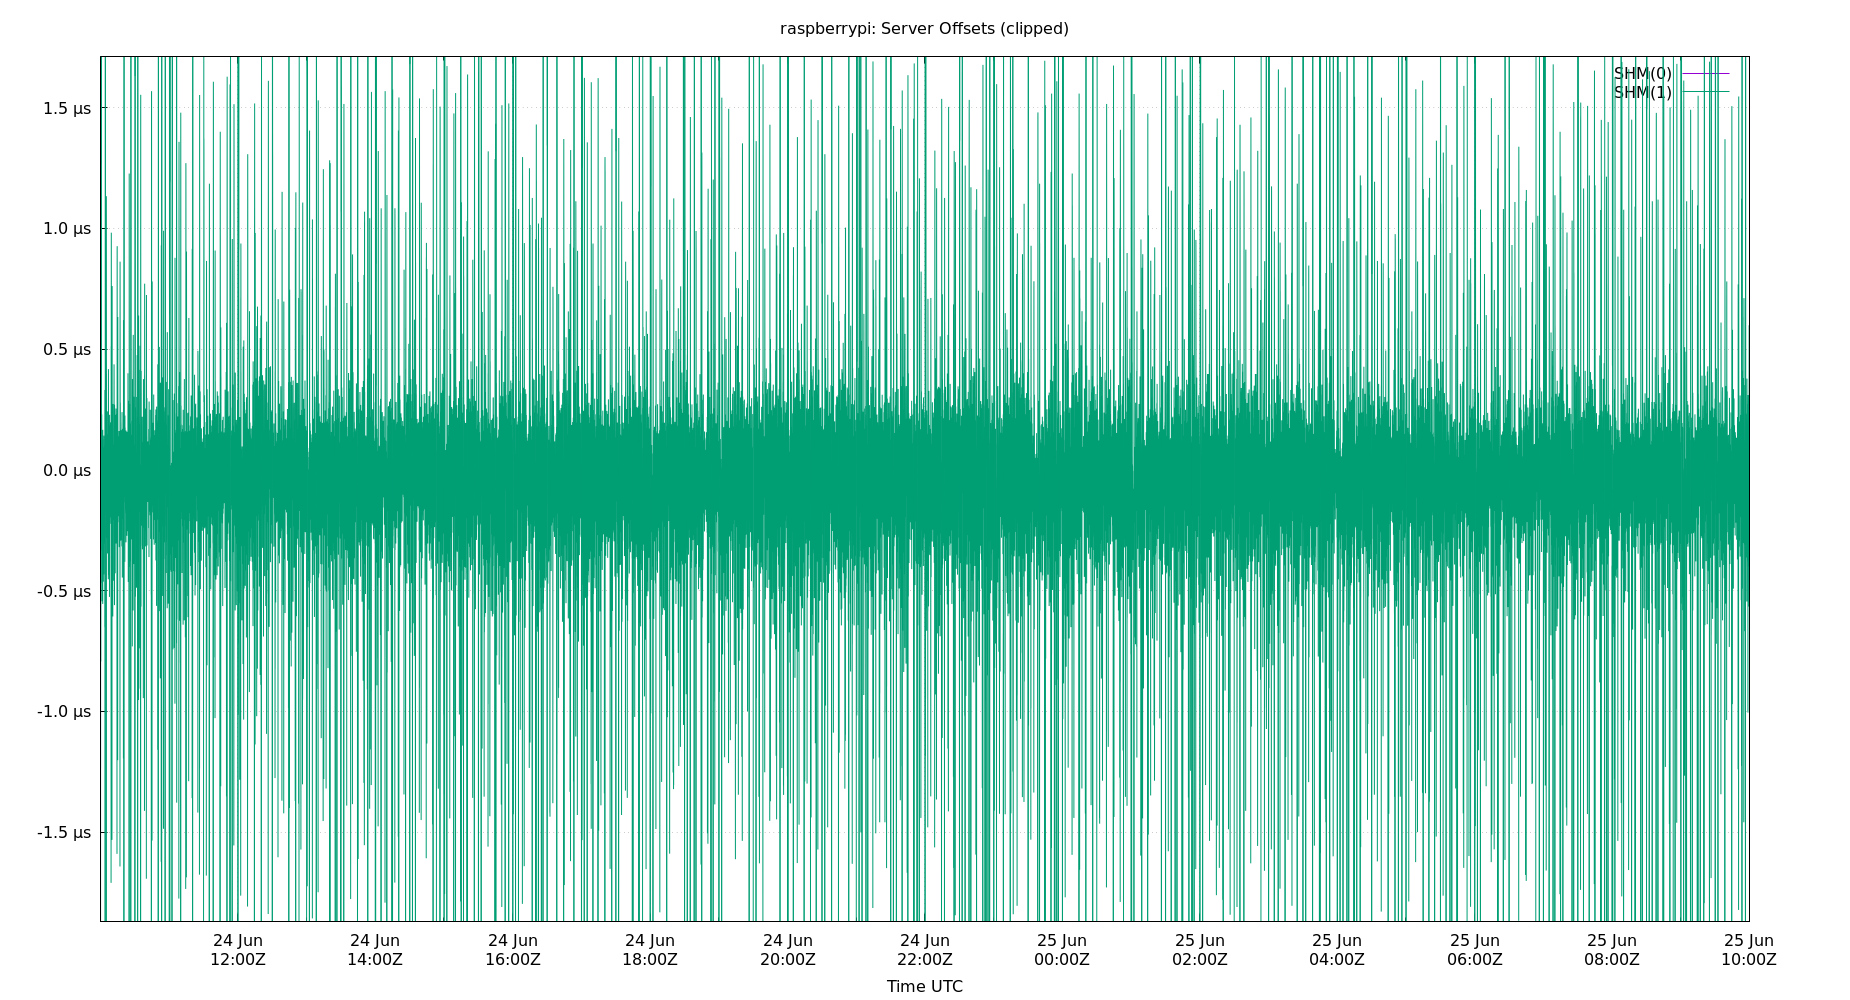 raspberrypi: Server Offsets (clipped)
SHM(0)
SHM(1)
1.5 µs
1.0 µs
0.5 µs
0.0 µs
-0.5 µs
-1.0 µs
-1.5 µs
24 Jun 24 Jun 24 Jun 24 Jun 24 Jun 24 Jun 25 Jun 25 Jun 25 Jun 25 Jun 25 Jun 25 Jun
12:00Z 14:00Z 16:00Z 18:00Z 20:00Z 22:00Z 00:00Z 02:00Z 04:00Z 06:00Z 08:00Z 10:00Z
Time UTC